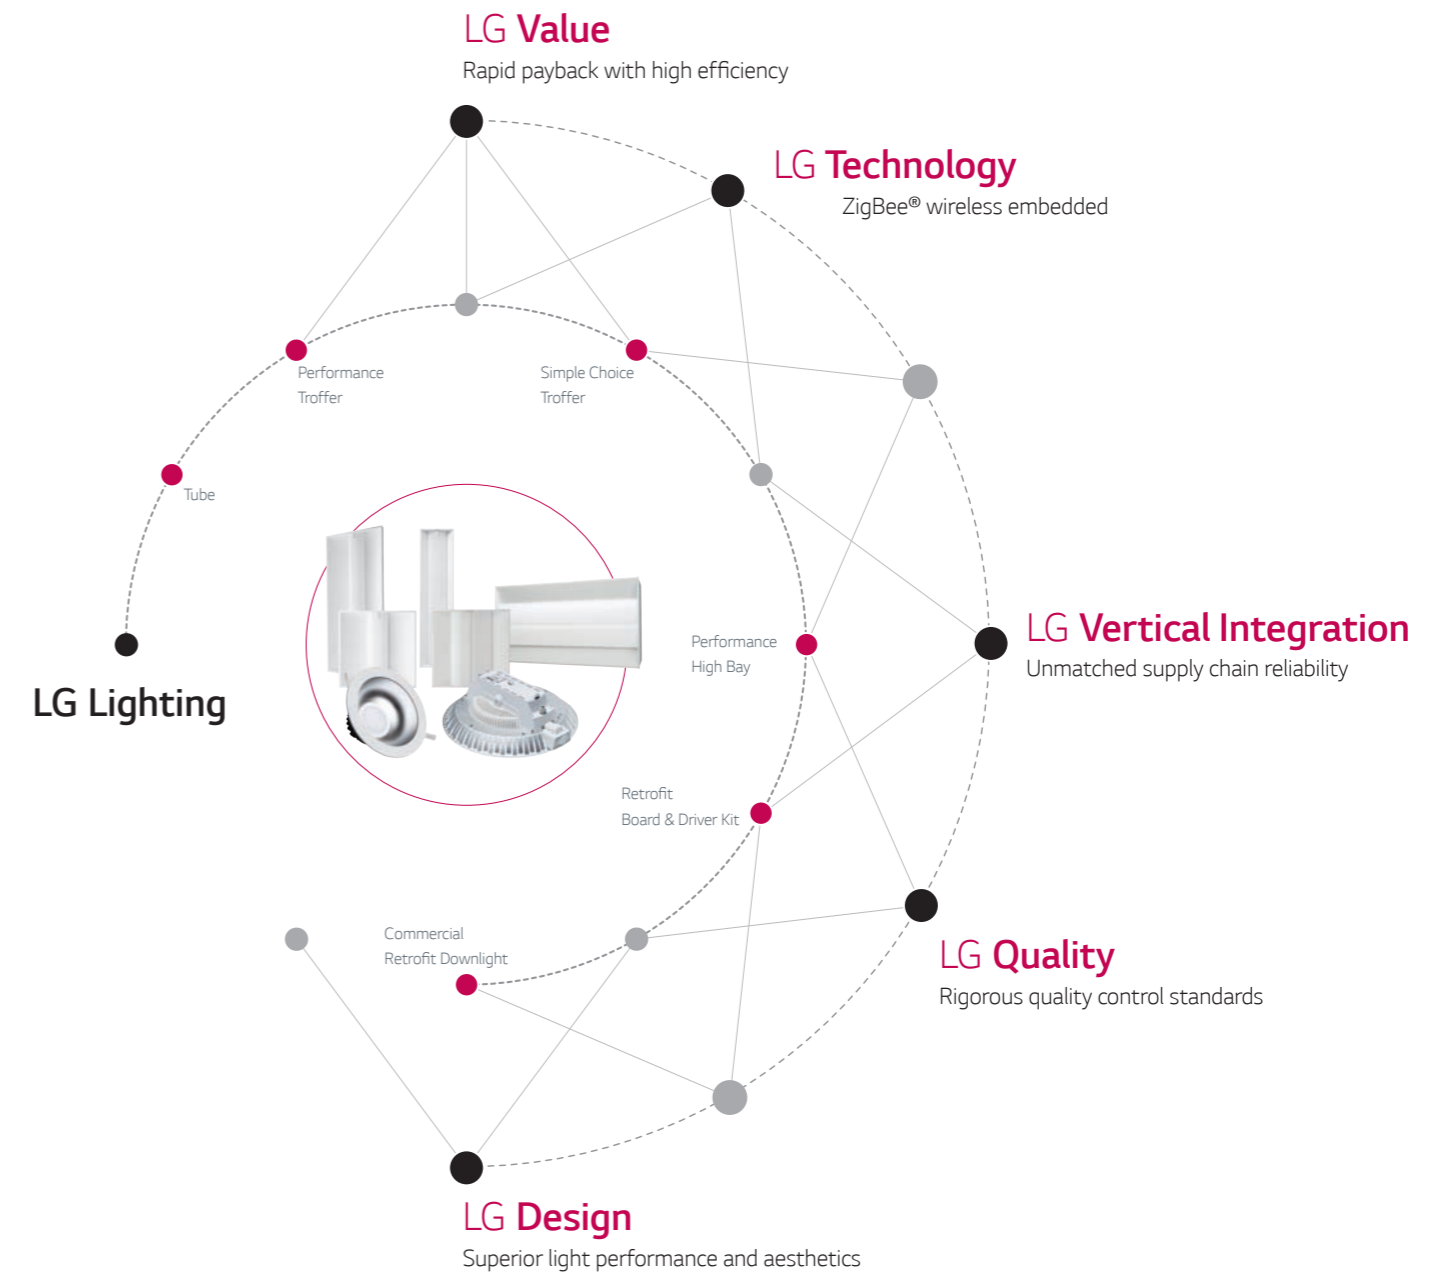 LG Value
Rapid payback with high efficiency
LG Technology
ZigBee® wireless embedded
Performance
Troffer
Simple Choice
Troffer
Tube
LG Lighting
Performance
High Bay
LG Vertical Integration
Unmatched supply chain reliability
Retrofit
Board & Driver Kit
Commercial
Retrofit Downlight
LG Quality
Rigorous quality control standards
LG Design
Superior light performance and aesthetics